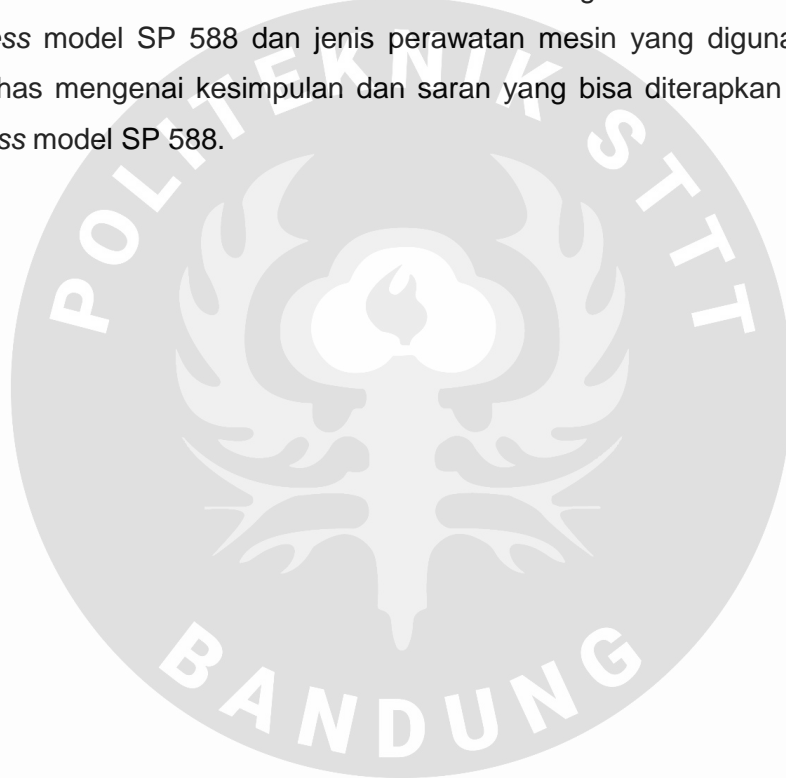 ess model SP 588 dan jenis perawatan mesin yang diguna
has mengenai kesimpulan dan saran yang bisa diterapkan
ss model SP 588.
POLITEKNIK STTT
BANDUNG